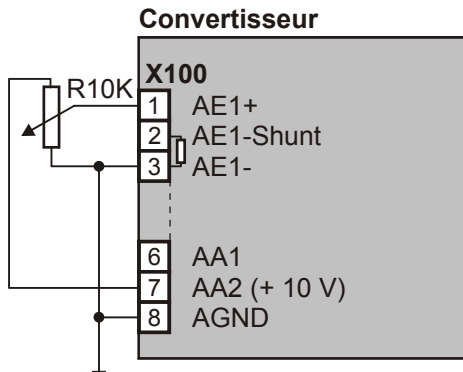 Convertisseur
X100
R10K
1 AE1+
2 AE1-Shunt
3 AE1-
6 AA1
7 AA2 (+ 10 V)
8 AGND